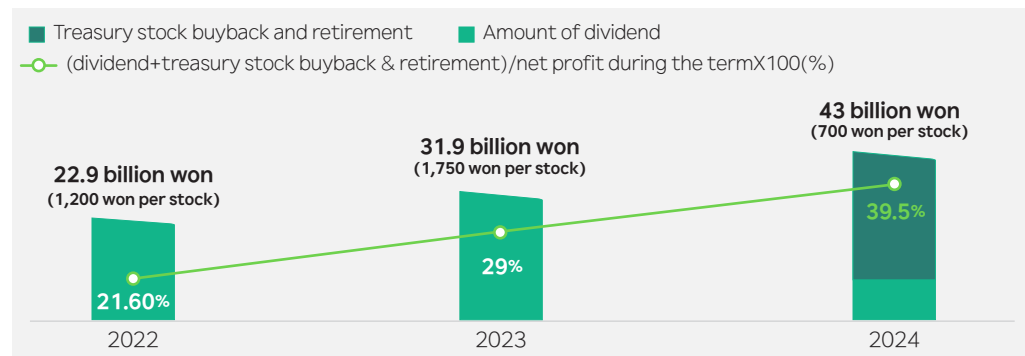 Treasury stock buyback and retirement Amount of dividend
(dividend+treasury stock buyback & retirement)/net profit during the termX100(%)
43 billion won
(700 won per stock)
31.9 billion won
(1,750 won per stock)
22.9 billion won
(1,200 won per stock)
39.5%
29%
21.60%
2022 2023 2024